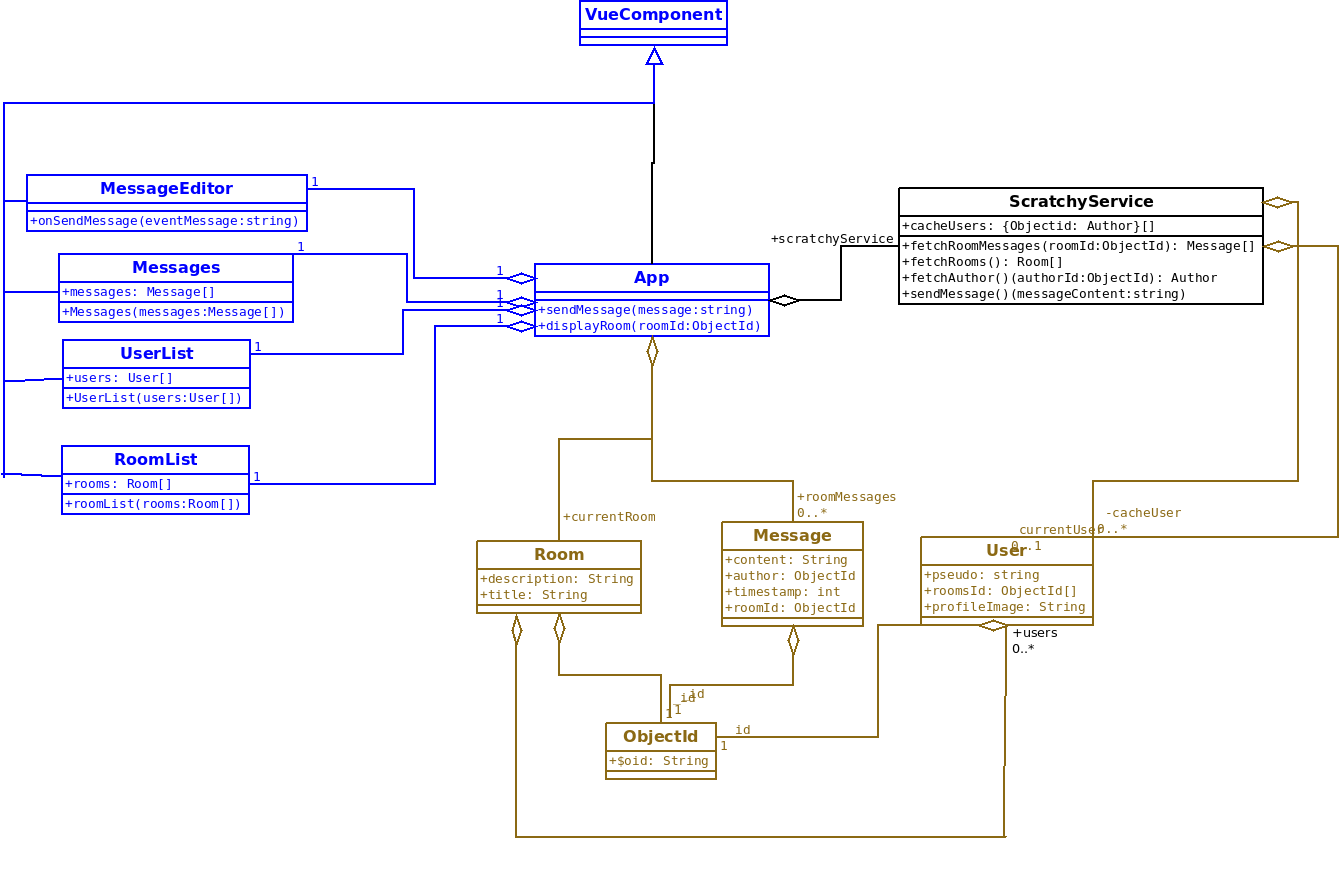 VueComponent
MessageEditor
1
+onSendMessage(eventMessage:string)
ScratchyService
+cacheUsers: {Objectid: Author}[]
+fetchRoomMessages(roomId:ObjectId): Message[]
+fetchRooms(): Room[]
+fetchAuthor()(authorId:ObjectId): Author
+sendMessage()(messageContent:string)
+scratchyService
1
Messages
+messages: Message[]
+Messages(messages:Message[])
1
1
1
1
App
+sendMessage(message:string)
+displayRoom(roomId:ObjectId)
UserList
1
+users: User[]
+UserList(users:User[])
RoomList
1
+rooms: Room[]
+roomList(rooms:Room[])
+currentRoom
+roomMessages
0..*
-cacheUser
0..*
currentUser
0..1
Room
+description: String
+title: String
Message
+content: String
+author: ObjectId
+timestamp: int
+roomId: ObjectId
User
+pseudo: string
+roomsId: ObjectId[]
+profileImage: String
+users
0..*
id
id
1
1
ObjectId
+$oid: String
id
1